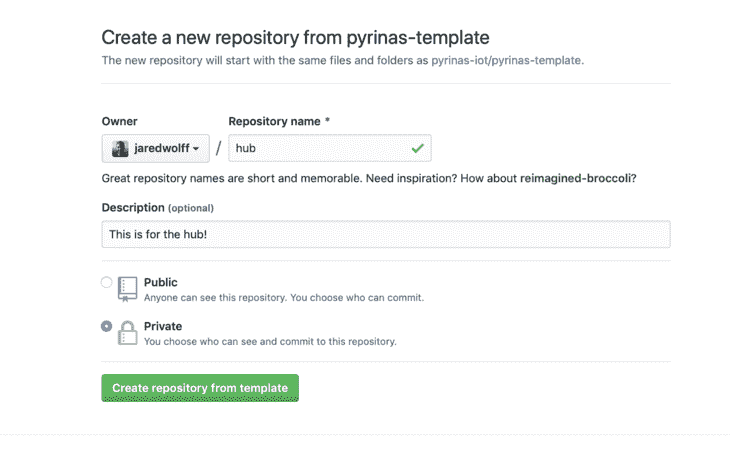 Create a new repository from pyrinas-template
The new repository will start with the same files and folders as pyrinas-iot/pyrinas-template.
Owner
Repository name *
jaredwolff
/
hub
Great repository names are short and memorable. Need inspiration? How about reimagined-broccoli?
Description (optional)
This is for the hub!
Public
Anyone can see this repository. You choose who can commit.
Private
You choose who can see and commit to this repository.
Create repository from template